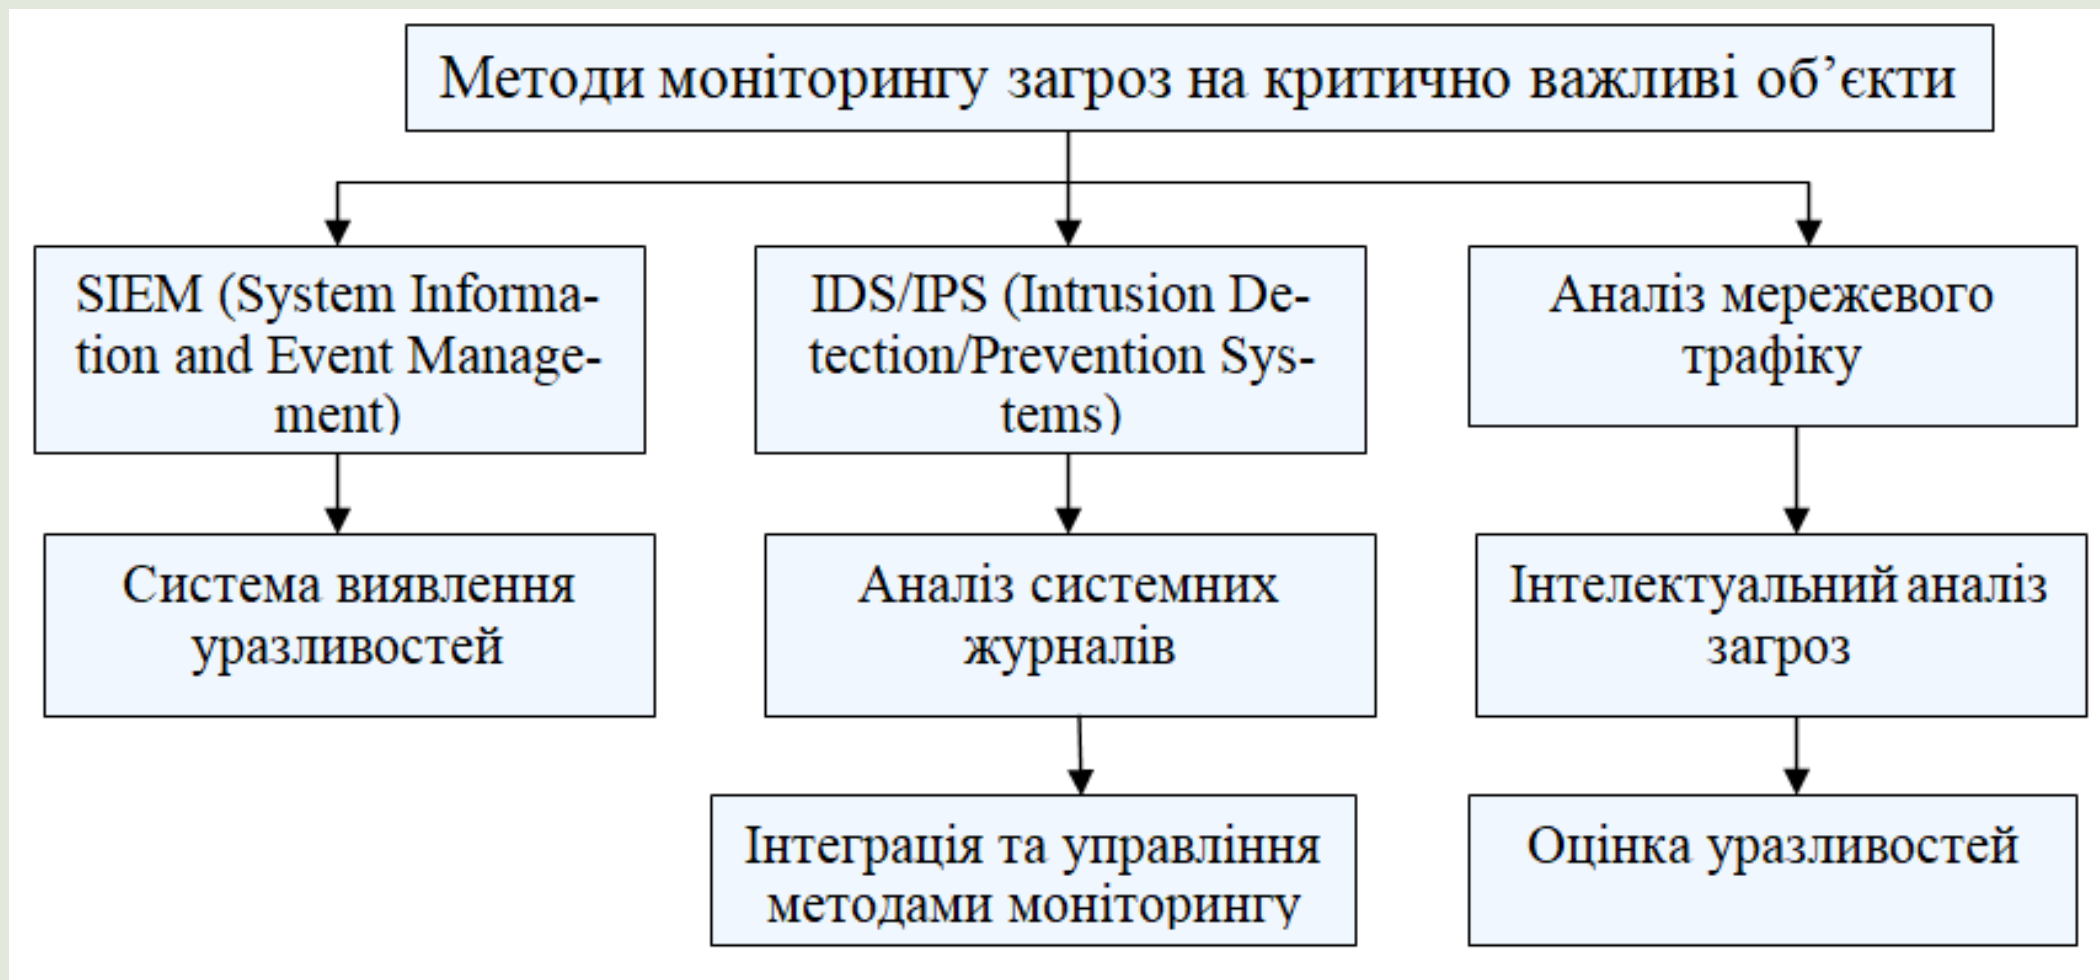 Методи моніторингу загроз на критично важливі об’єкти
SIEM (System Informa-
tion and Event Manage-
ment)
IDS/IPS (Intrusion De-
tection/Prevention Sys-
tems)
Аналіз мережевого
трафіку
Система виявлення
уразливостей
Аналіз системних
журналів
Інтелектуальний аналіз
загроз
Інтеграція та управління
методами моніторингу
Оцінка уразливостей